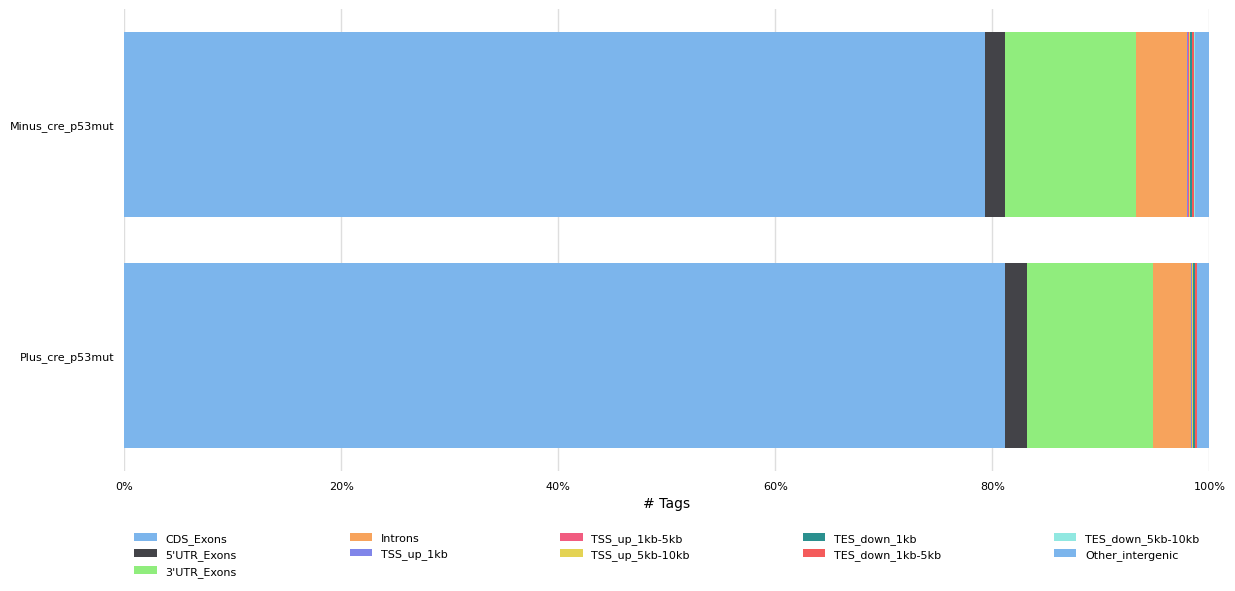 Minus_cre_p53mut
Plus_cre_p53mut
0% 20% 40% 60% 80% 100%
# Tags
CDS_Exons Introns TSS_up_1kb-5kb TES_down_1kb TES_down_5kb-10kb
5'UTR_Exons TSS_up_1kb TSS_up_5kb-10kb TES_down_1kb-5kb Other_intergenic
3'UTR_Exons